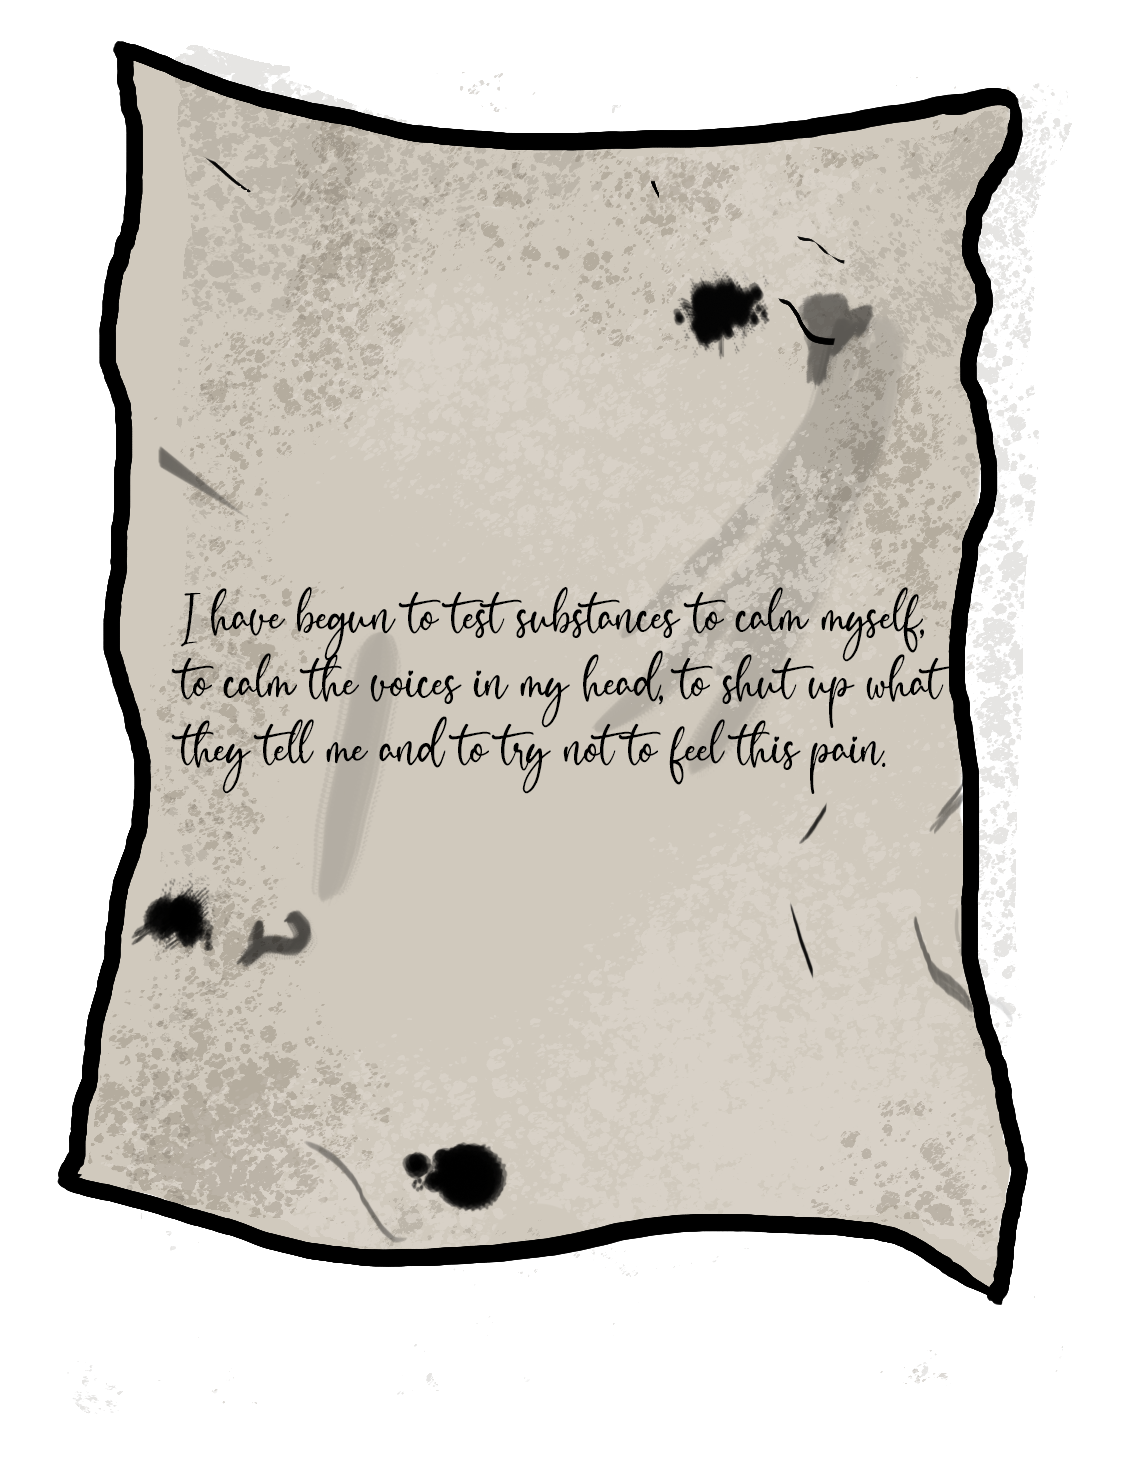 I have begun to test substances to calm myself,
to calm the voices in my head, to shut up what
they tell me and to try not to feel this pain.